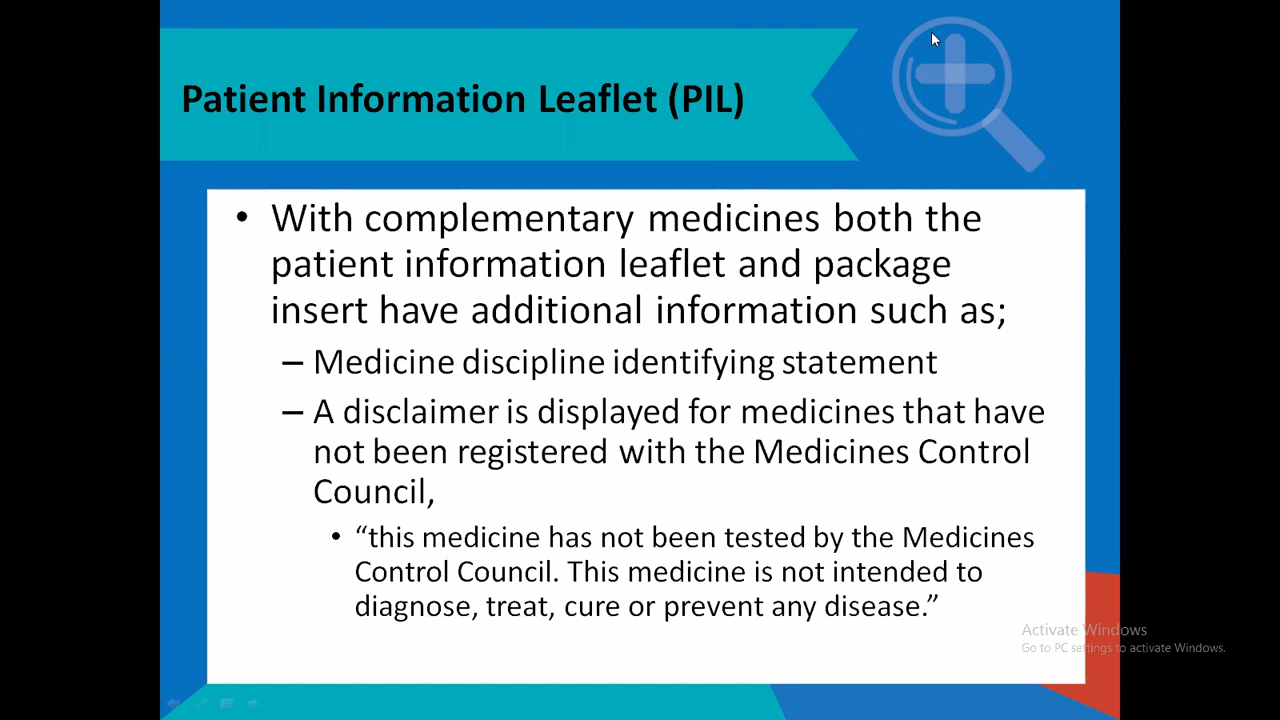 Patient Information Leaflet (PIL)
• With complementary medicines both the
patient information leaflet and package
insert have additional information such as;
– Medicine discipline identifying statement
– A disclaimer is displayed for medicines that have
not been registered with the Medicines Control
Council,
• “this medicine has not been tested by the Medicines
Control Council. This medicine is not intended to
diagnose, treat, cure or prevent any disease.”
Activate Windows
Go to PC settings to activate Windows.